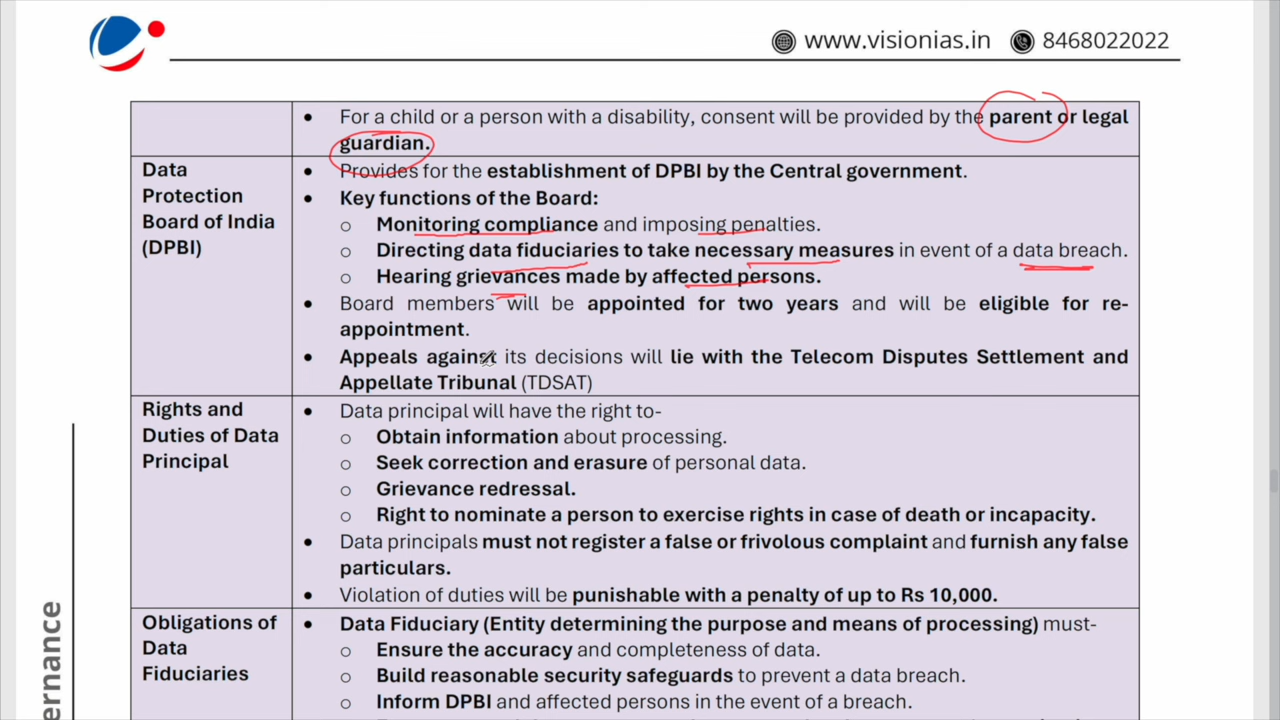 www.visionias.in 8468022022
• For a child or a person with a disability, consent will be provided by the parent or legal
guardian.
Data
Protection
Board of India
(DPBI)
• Provides for the establishment of DPBI by the Central government.
• Key functions of the Board:
o Monitoring compliance and imposing penalties.
o Directing data fiduciaries to take necessary measures in event of a data breach.
o Hearing grievances made by affected persons.
• Board members will be appointed for two years and will be eligible for re-
appointment.
• Appeals against its decisions will lie with the Telecom Disputes Settlement and
Appellate Tribunal (TDSAT)
Rights and
Duties of Data
Principal
• Data principal will have the right to-
o Obtain information about processing.
o Seek correction and erasure of personal data.
o Grievance redressal.
o Right to nominate a person to exercise rights in case of death or incapacity.
• Data principals must not register a false or frivolous complaint and furnish any false
particulars.
• Violation of duties will be punishable with a penalty of up to Rs 10,000.
Obligations of
Data
Fiduciaries
• Data Fiduciary (Entity determining the purpose and means of processing) must-
o Ensure the accuracy and completeness of data.
o Build reasonable security safeguards to prevent a data breach.
o Inform DPBI and affected persons in the event of a breach.
ernance